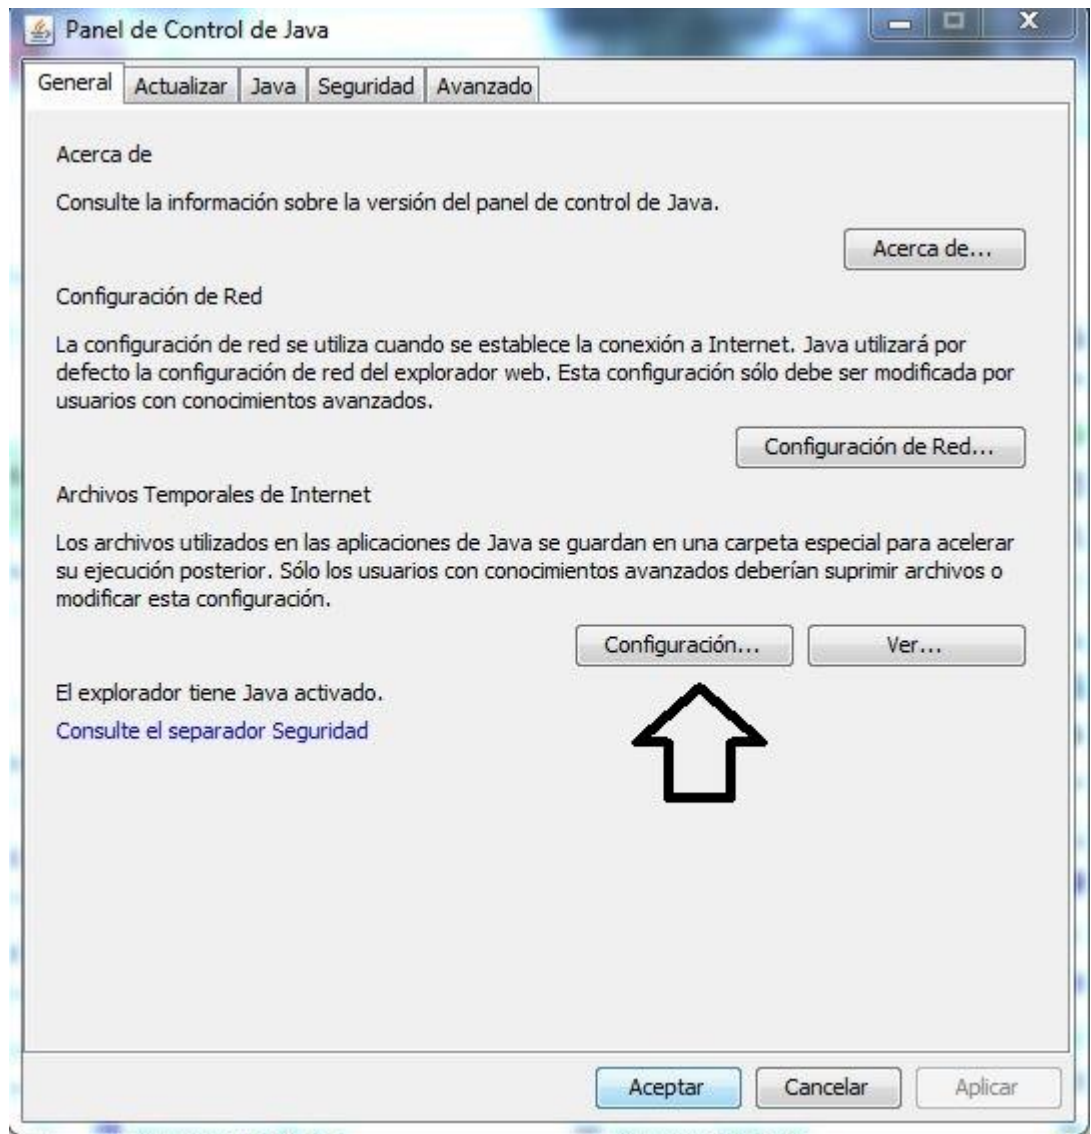 Panel de Control de Java
General
Actualizar
Java
Seguridad
Avanzado
Acerca de
Consulte la información sobre la versión del panel de control de Java.
Acerca de...
Configuración de Red
La configuración de red se utiliza cuando se establece la conexión a Internet. Java utilizará por
defecto la configuración de red del explorador web. Esta configuración sólo debe ser modificada por
usuarios con conocimientos avanzados.
Configuración de Red...
Archivos Temporales de Internet
Los archivos utilizados en las aplicaciones de Java se guardan en una carpeta especial para acelerar
su ejecución posterior. Sólo los usuarios con conocimientos avanzados deberían suprimir archivos o
modificar esta configuración.
Configuración...
Ver...
El explorador tiene Java activado.
Consulte el separador Seguridad
Aceptar
Cancelar
Aplicar